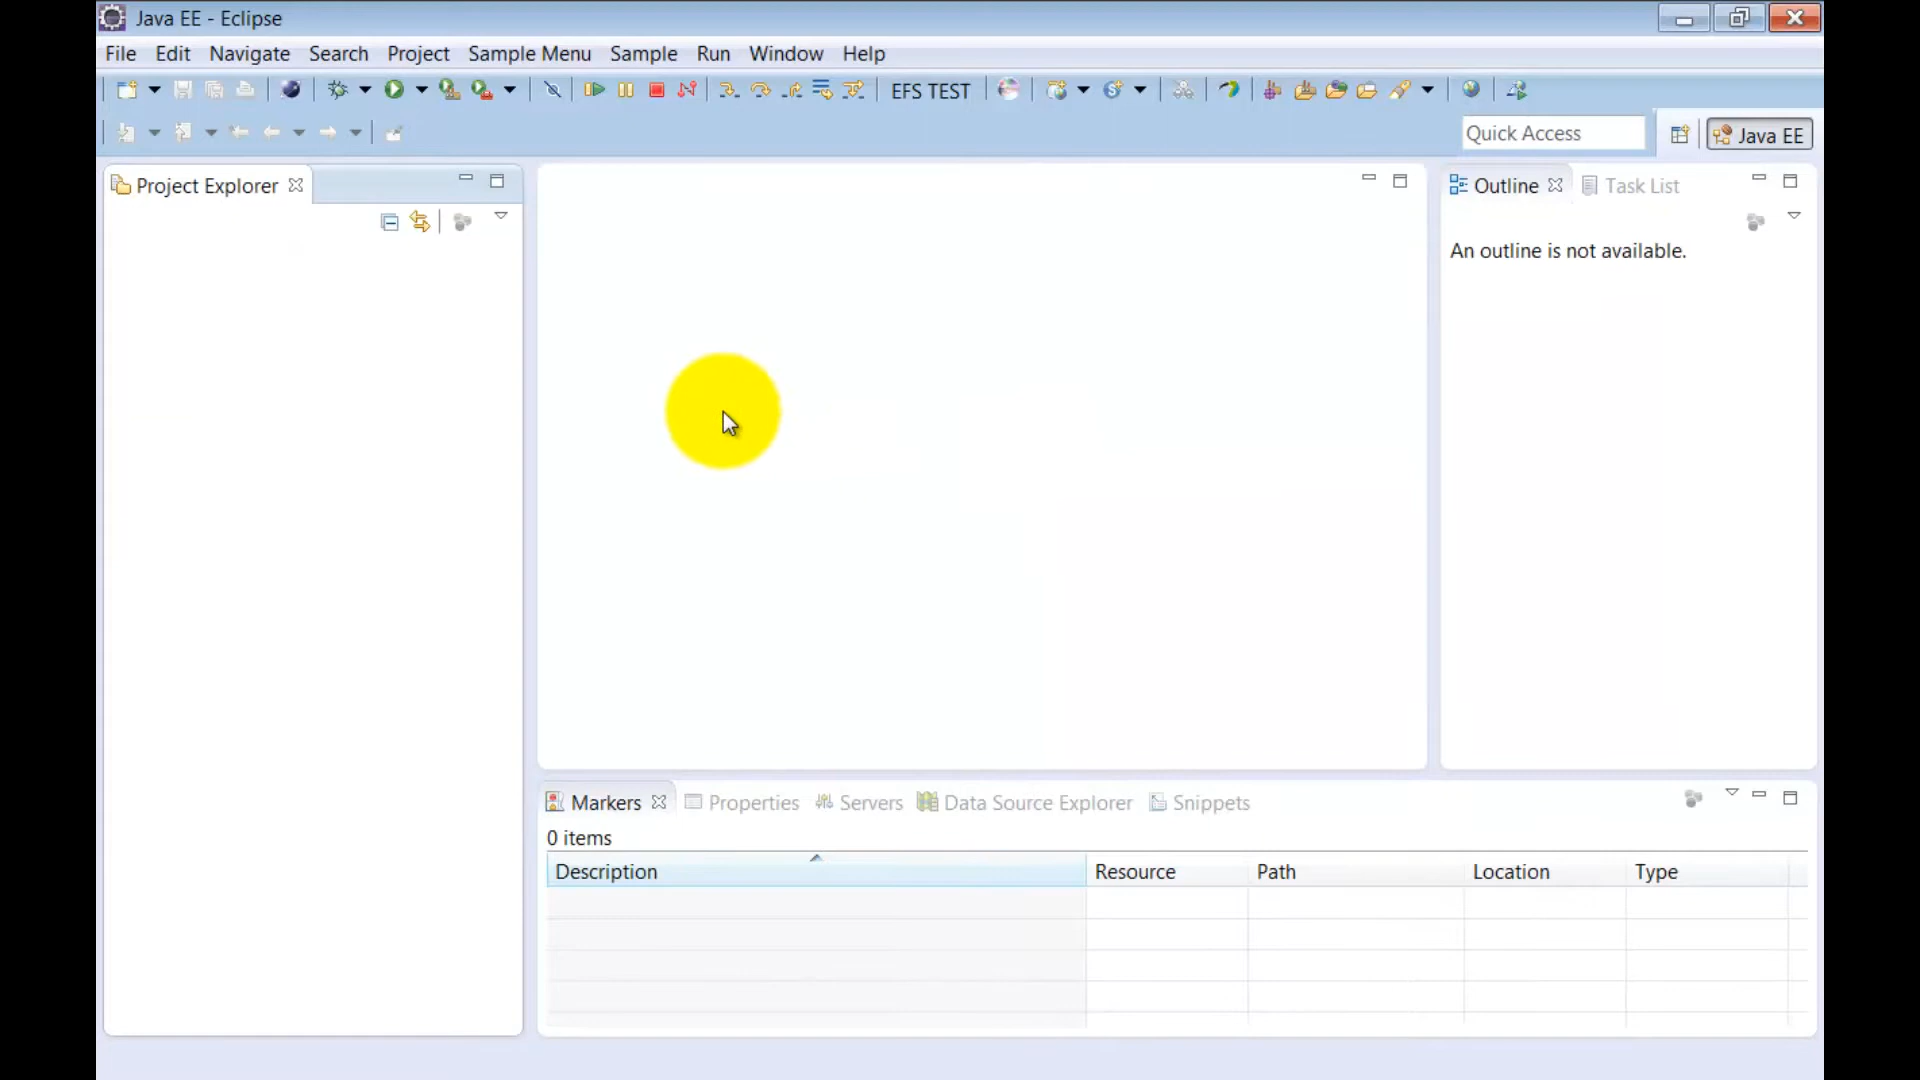 Java EE - Eclipse
File Edit Navigate Search Project Sample Menu Sample Run Window Help
EFS TEST
Quick Access Java EE
Project Explorer
Outline Task List
An outline is not available.
Markers Properties Servers Data Source Explorer Snippets
0 items
Description Resource Path Location Type